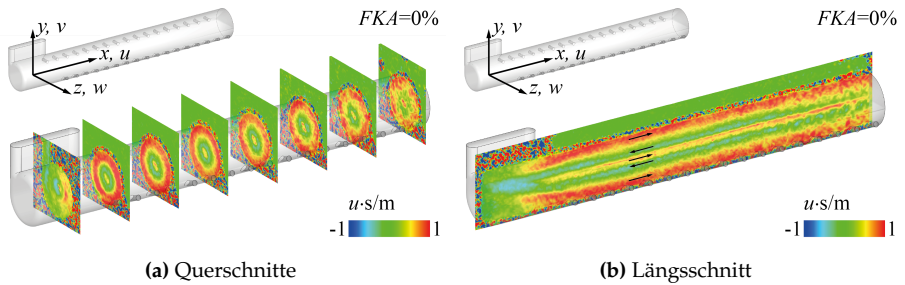 FKA=0%
y, v
x, u
z, w
u·s/m
-1
1
(a) Querschnitte
FKA=0%
y, v
x, u
z, w
u·s/m
-1
1
(b) Längsschnitt